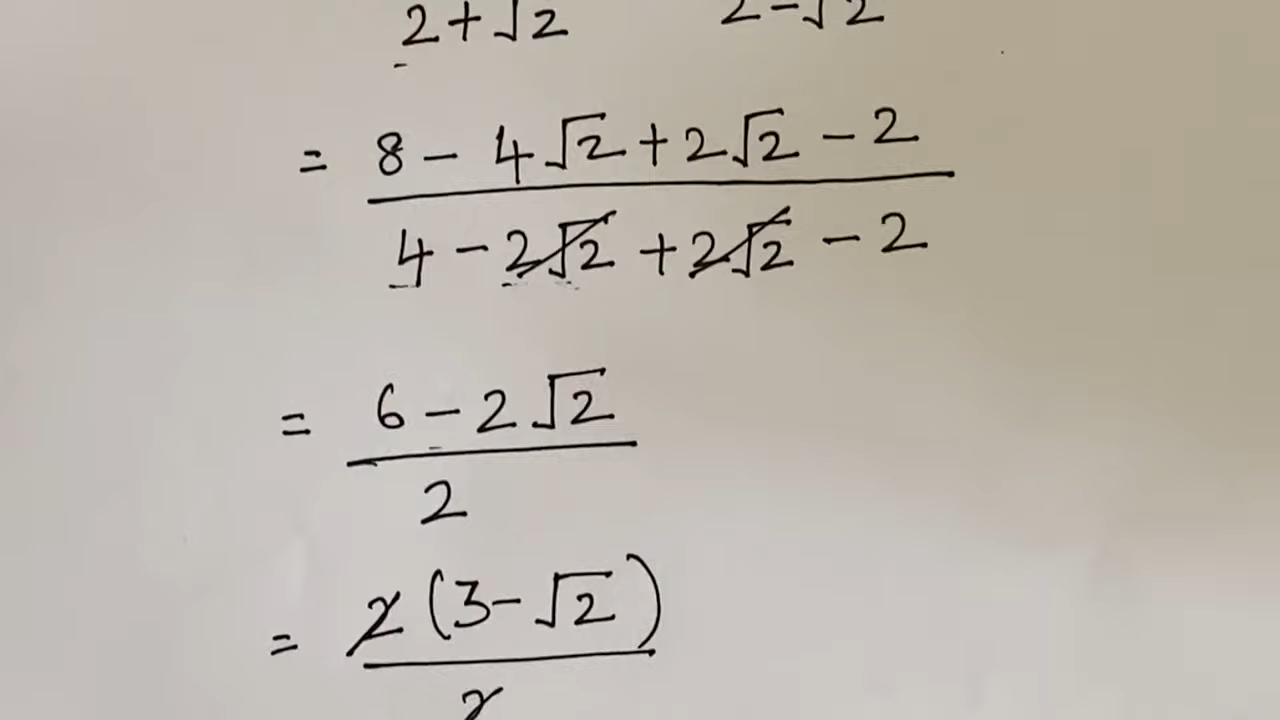 2+√2 2-√2
= 8 - 4√2 + 2√2 - 2
4 - 2√2 + 2√2 - 2
= 6 - 2√2
2
= 2(3-√2)
2